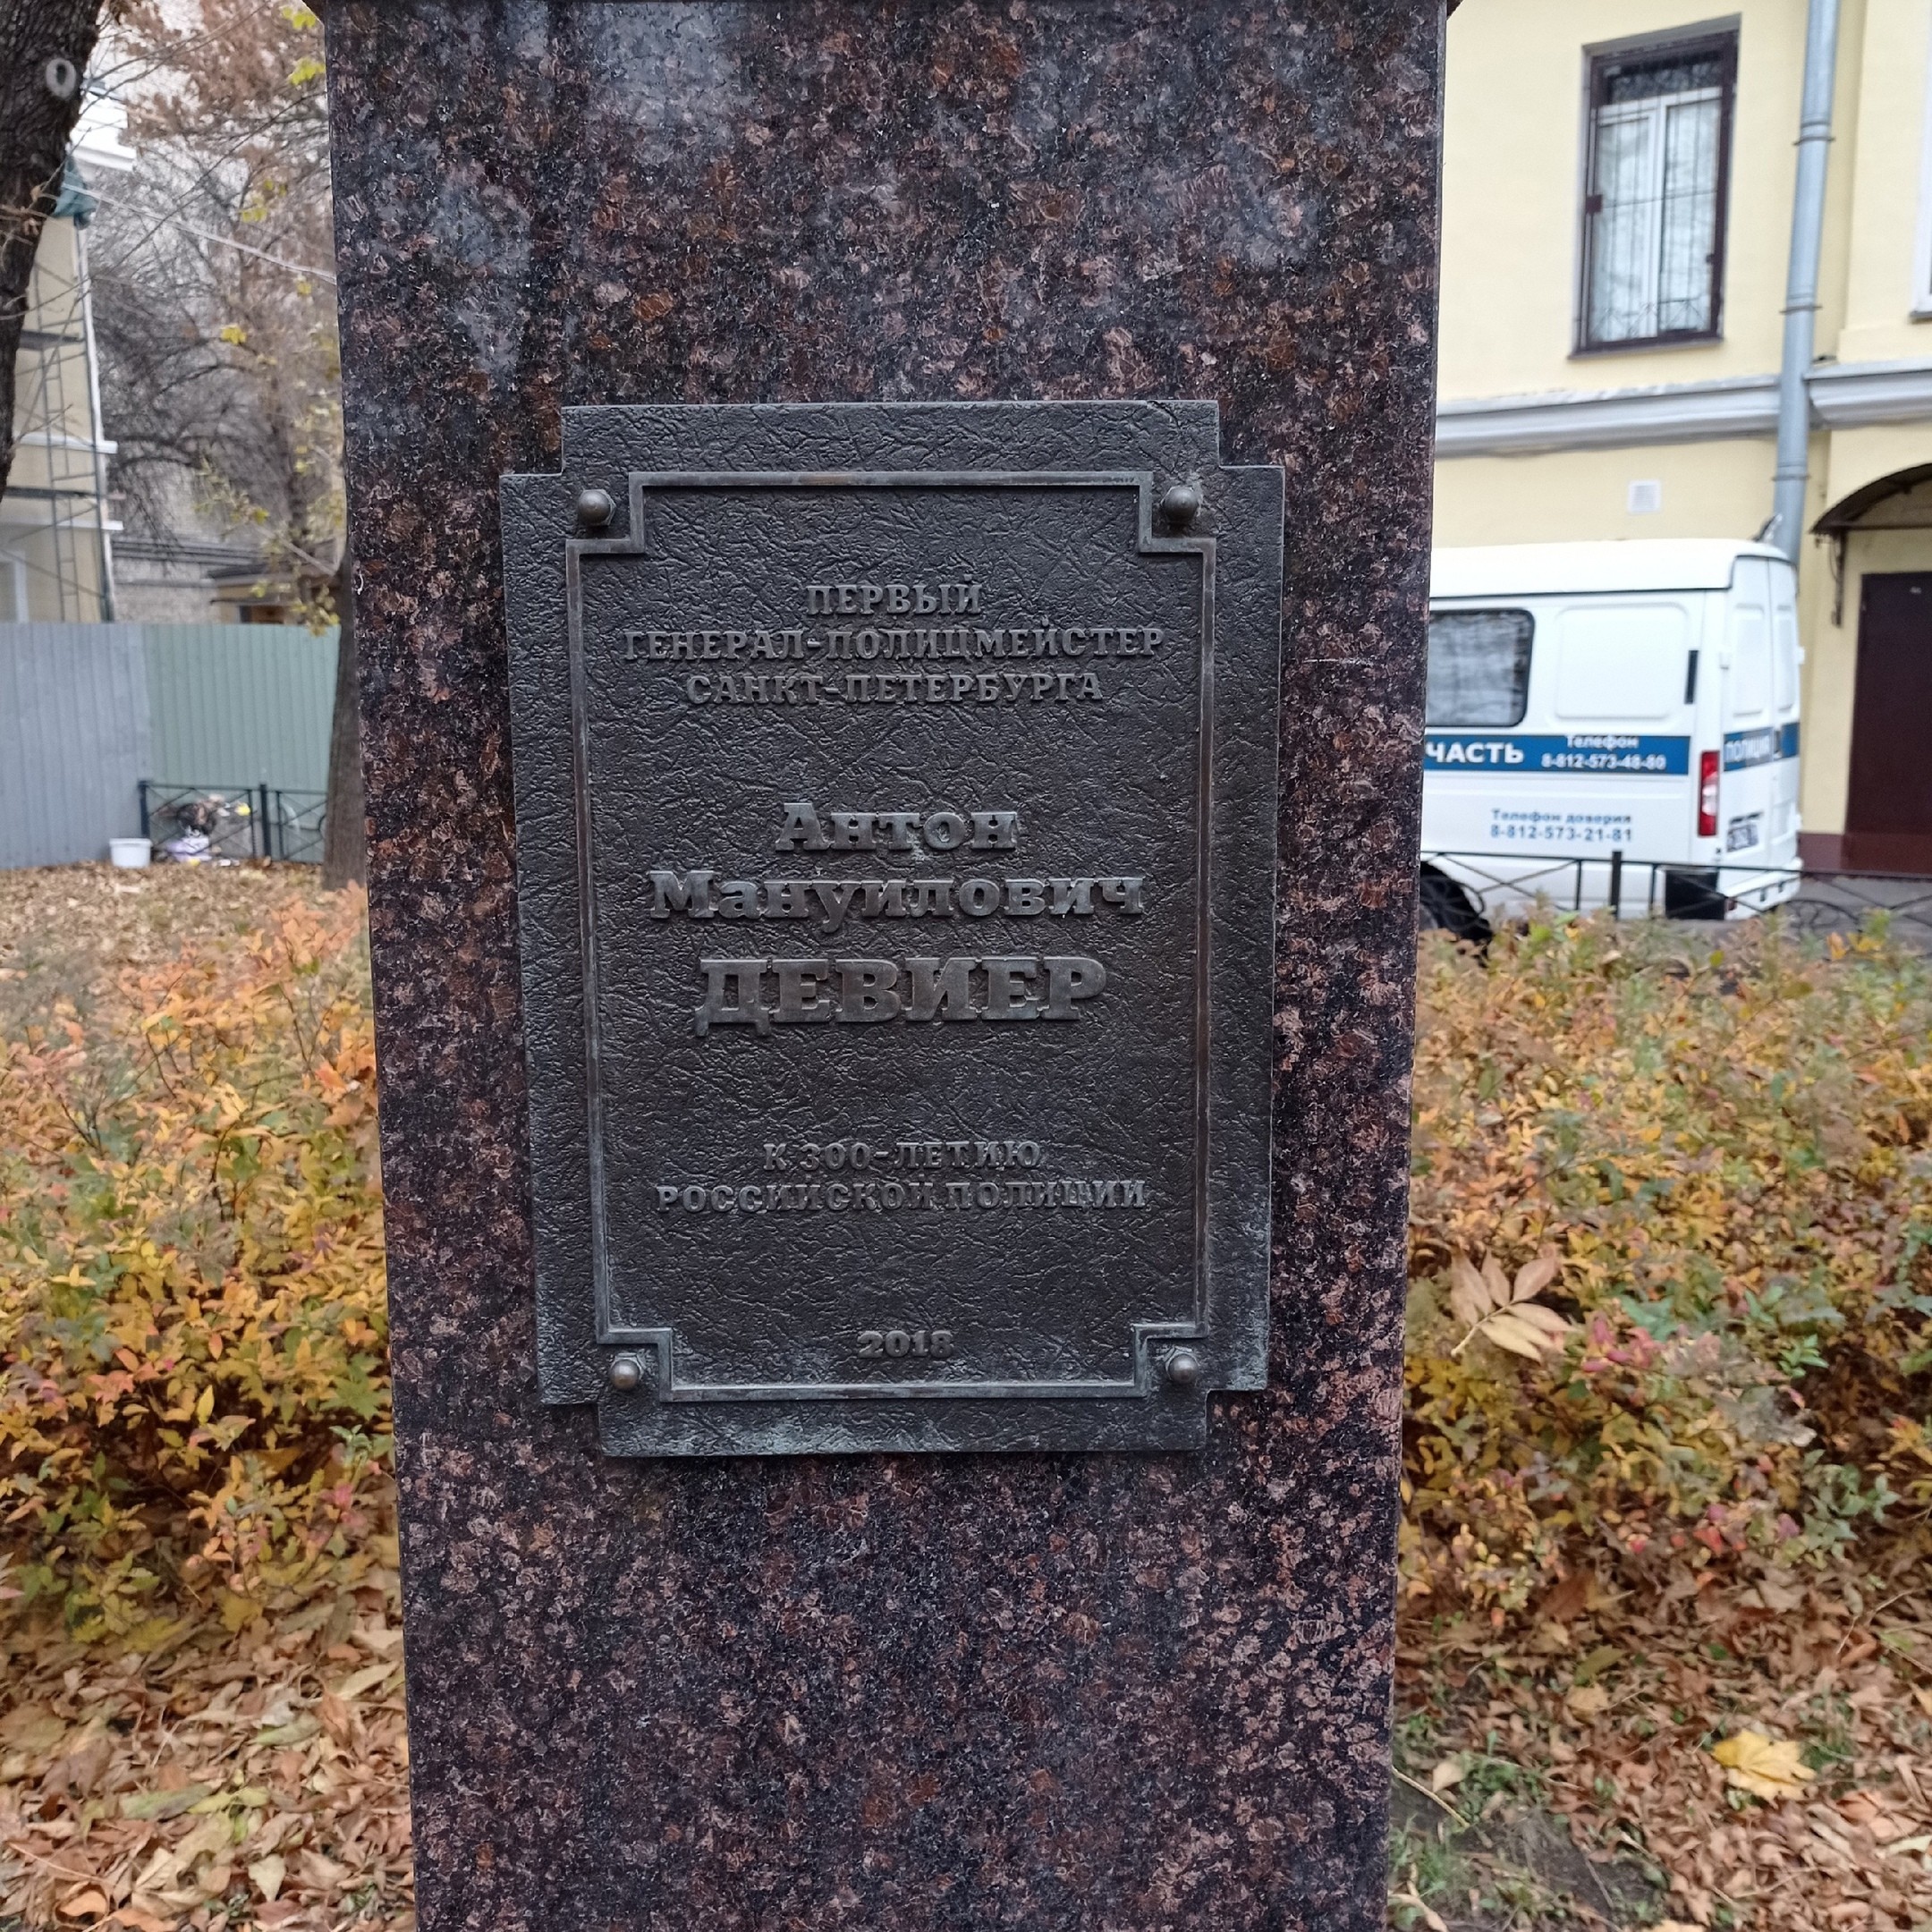 ПЕРВЫЙ
ГЕНЕРАЛ-ПОЛИЦМЕЙСТЕР
САНКТ-ПЕТЕРБУРГА
Антон
Мануилович
ДЕВИЕР
К 300-ЛЕТИЮ
РОССИЙСКОЙ ПОЛИЦИИ
2018
ЧАСТЬ
Телефон
8-812-573-48-80
ПОЛИЦИЯ
Телефон доверия
8-812-573-21-81